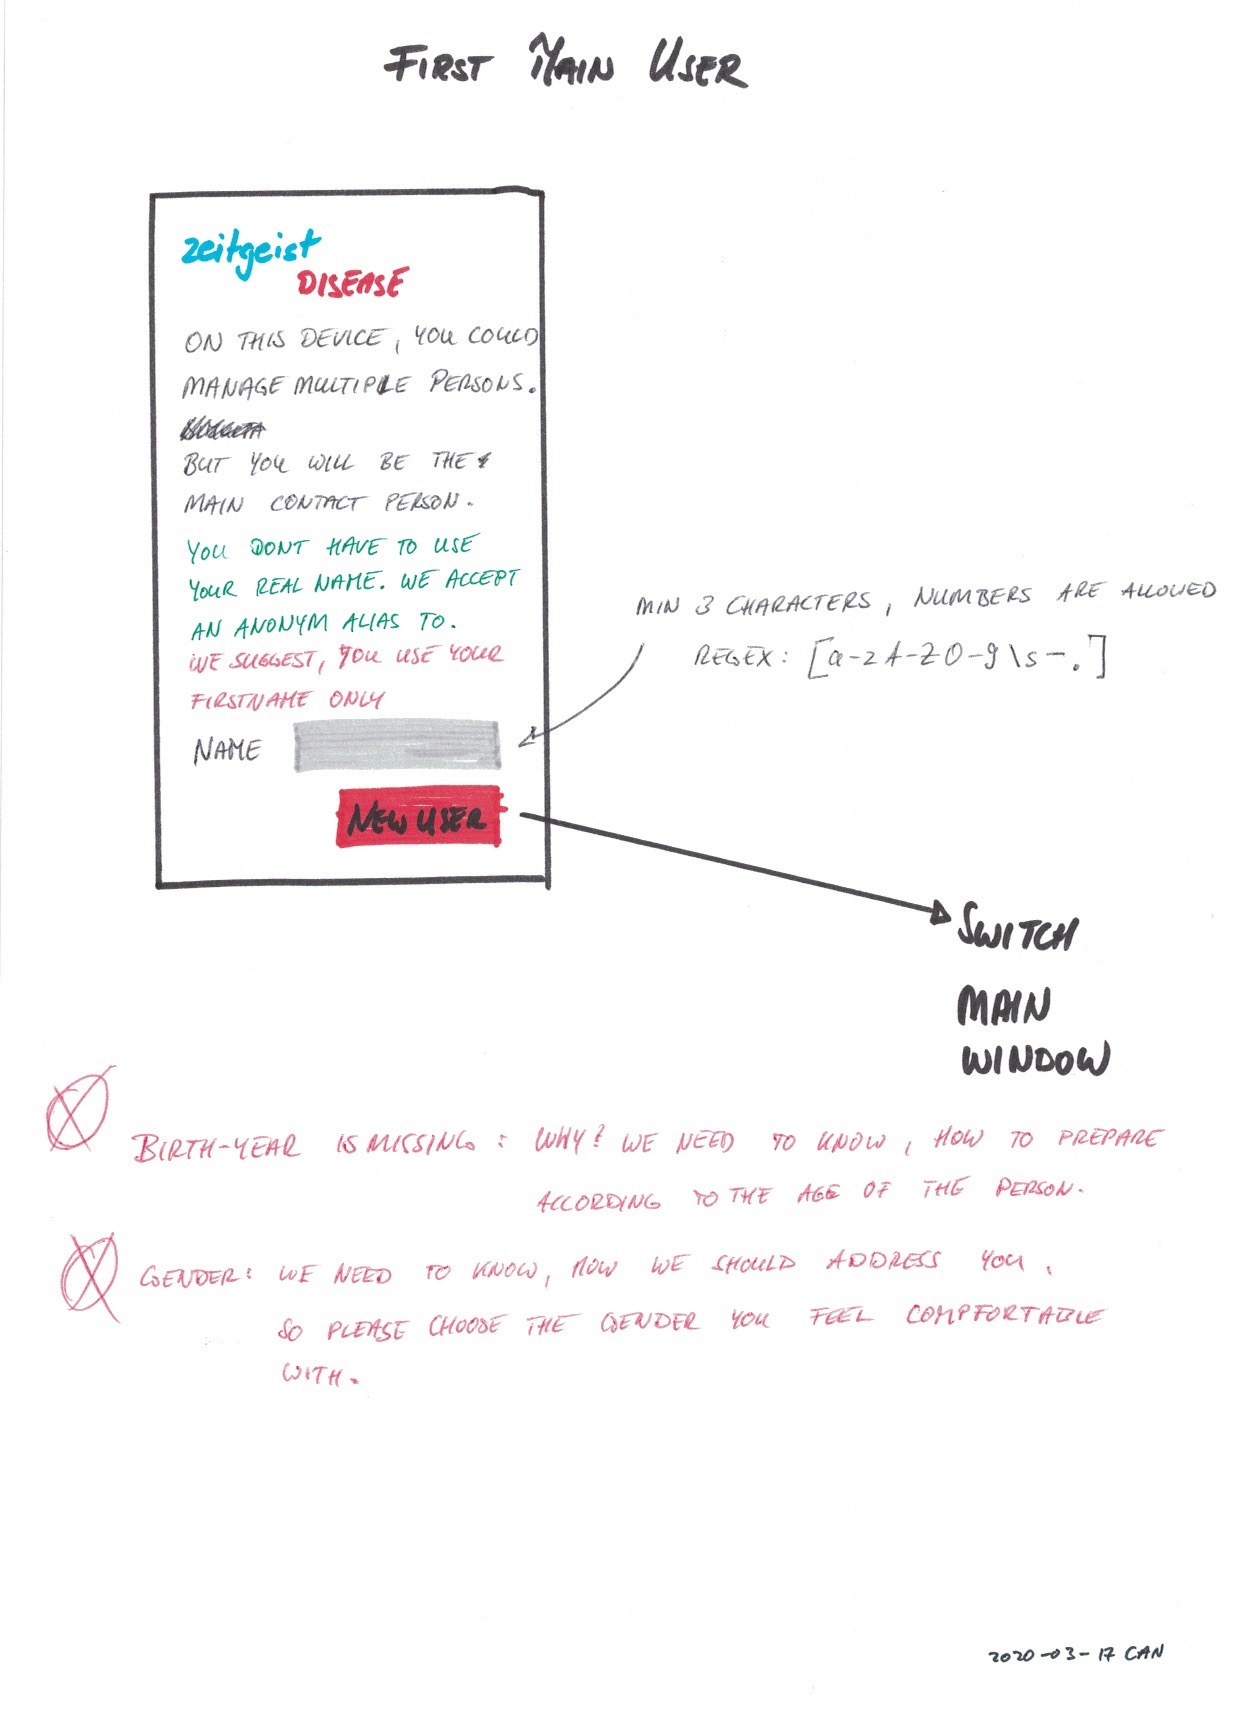 FIRST MAIN USER
zeitgeist
DISEASE
ON THIS DEVICE, YOU COULD
MANAGE MULTIPLE PERSONS.
BUT YOU WILL BE THE
MAIN CONTACT PERSON.
YOU DONT HAVE TO USE
YOUR REAL NAME. WE ACCEPT
AN ANONYM ALIAS TO.
WE SUGGEST, YOU USE YOUR
FIRSTNAME ONLY
NAME
NEW USER
MIN 3 CHARACTERS, NUMBERS ARE ALLOWED
REGEX: [a-zA-Z0-9\s-.]
SWITCH
MAIN
WINDOW
BIRTH-YEAR IS MISSING: WHY? WE NEED TO KNOW, HOW TO PREPARE
ACCORDING TO THE AGE OF THE PERSON.
GENDER: WE NEED TO KNOW, HOW WE SHOULD ADDRESS YOU.
SO PLEASE CHOOSE THE GENDER YOU FEEL COMPFORTABLE
WITH.
2020-03-17 CAN